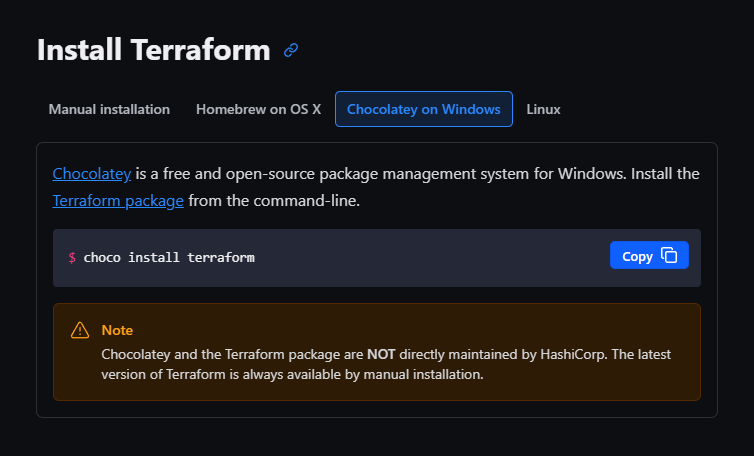 Install Terraform
Manual installation
Homebrew on OS X
Chocolatey on Windows
Linux
Chocolatey is a free and open-source package management system for Windows. Install the
Terraform package from the command-line.
$ choco install terraform
Copy
Note
Chocolatey and the Terraform package are NOT directly maintained by HashiCorp. The latest
version of Terraform is always available by manual installation.